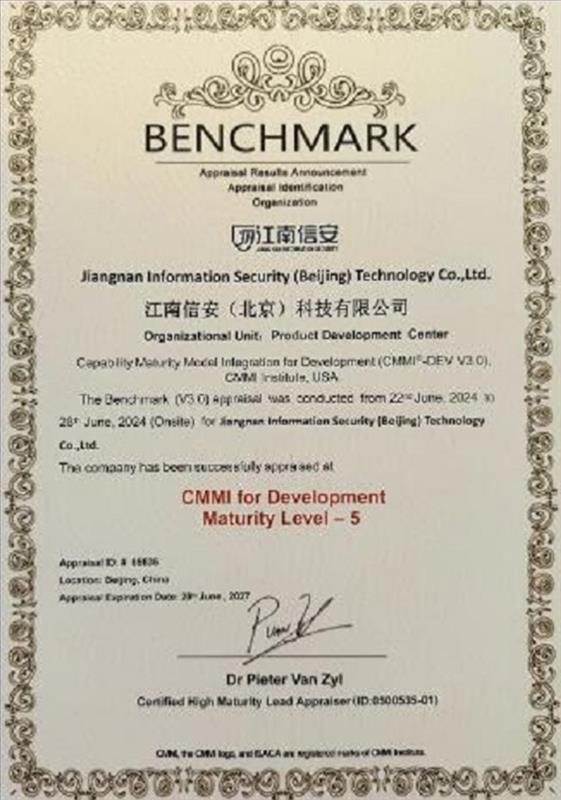 BENCHMARK
Appraisal Results Announcement
Appraisal Identification
Organization
江南信安
Jiangnan Information Security (Beijing) Technology Co.,Ltd.
江南信安（北京）科技有限公司
Organizational Unit: Product Development Center
Capability Maturity Model Integration for Development (CMMI®-DEV V3.0),
CMMI Institute, USA
The Benchmark (V3.0) appraisal was conducted from 22nd June, 2024 to
28th June, 2024 (Onsite) for Jiangnan Information Security (Beijing) Technology
Co.,Ltd.
The company has been successfully appraised at
CMMI for Development
Maturity Level – 5
Appraisal ID: #
Location: Beijing, China
Appraisal Expiration Date: 28th June, 2027
Dr Pieter Van Zyl
Certified High Maturity Lead Appraiser (ID:0500535-01)
CMMI, the CMMI logo, and ISACA are registered marks of CMMI Institute.